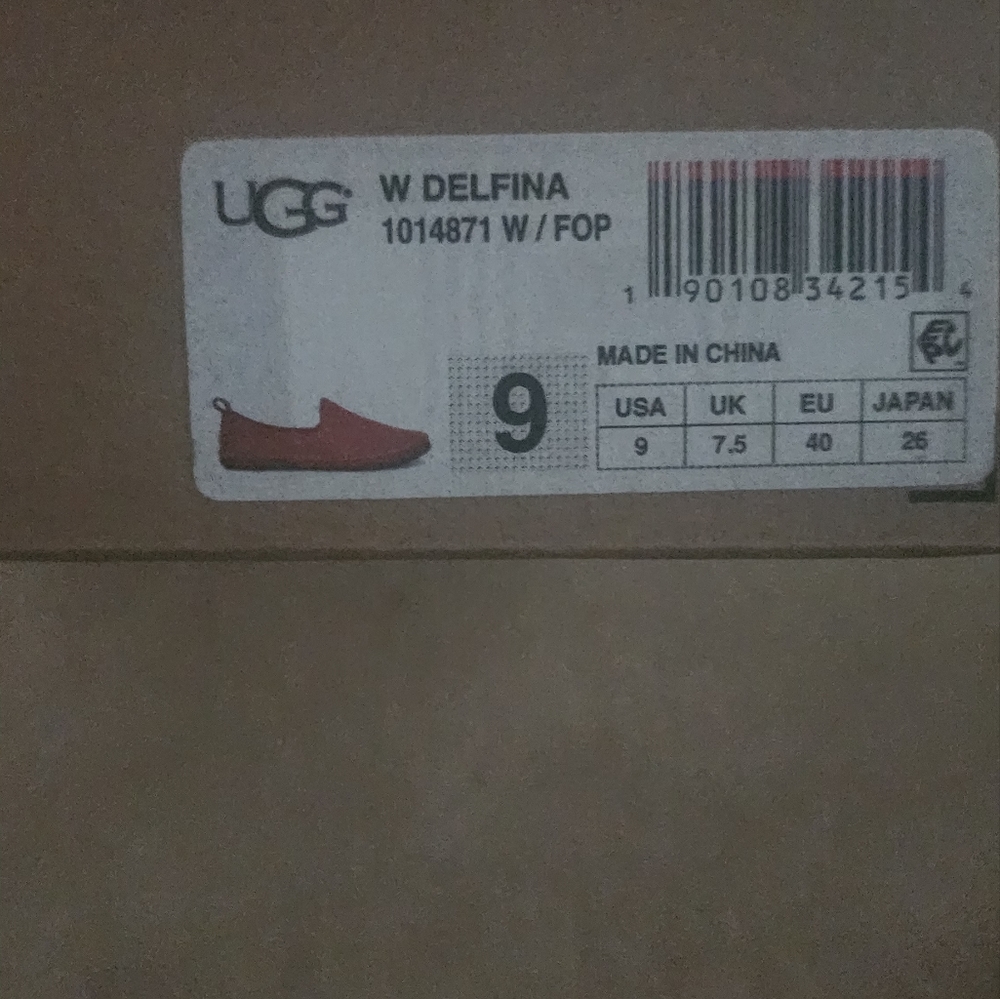 UGG
W DELFINA
1014871 W / FOP
1 90108 34215 4
MADE IN CHINA
9
USA UK EU JAPAN
9 7.5 40 26